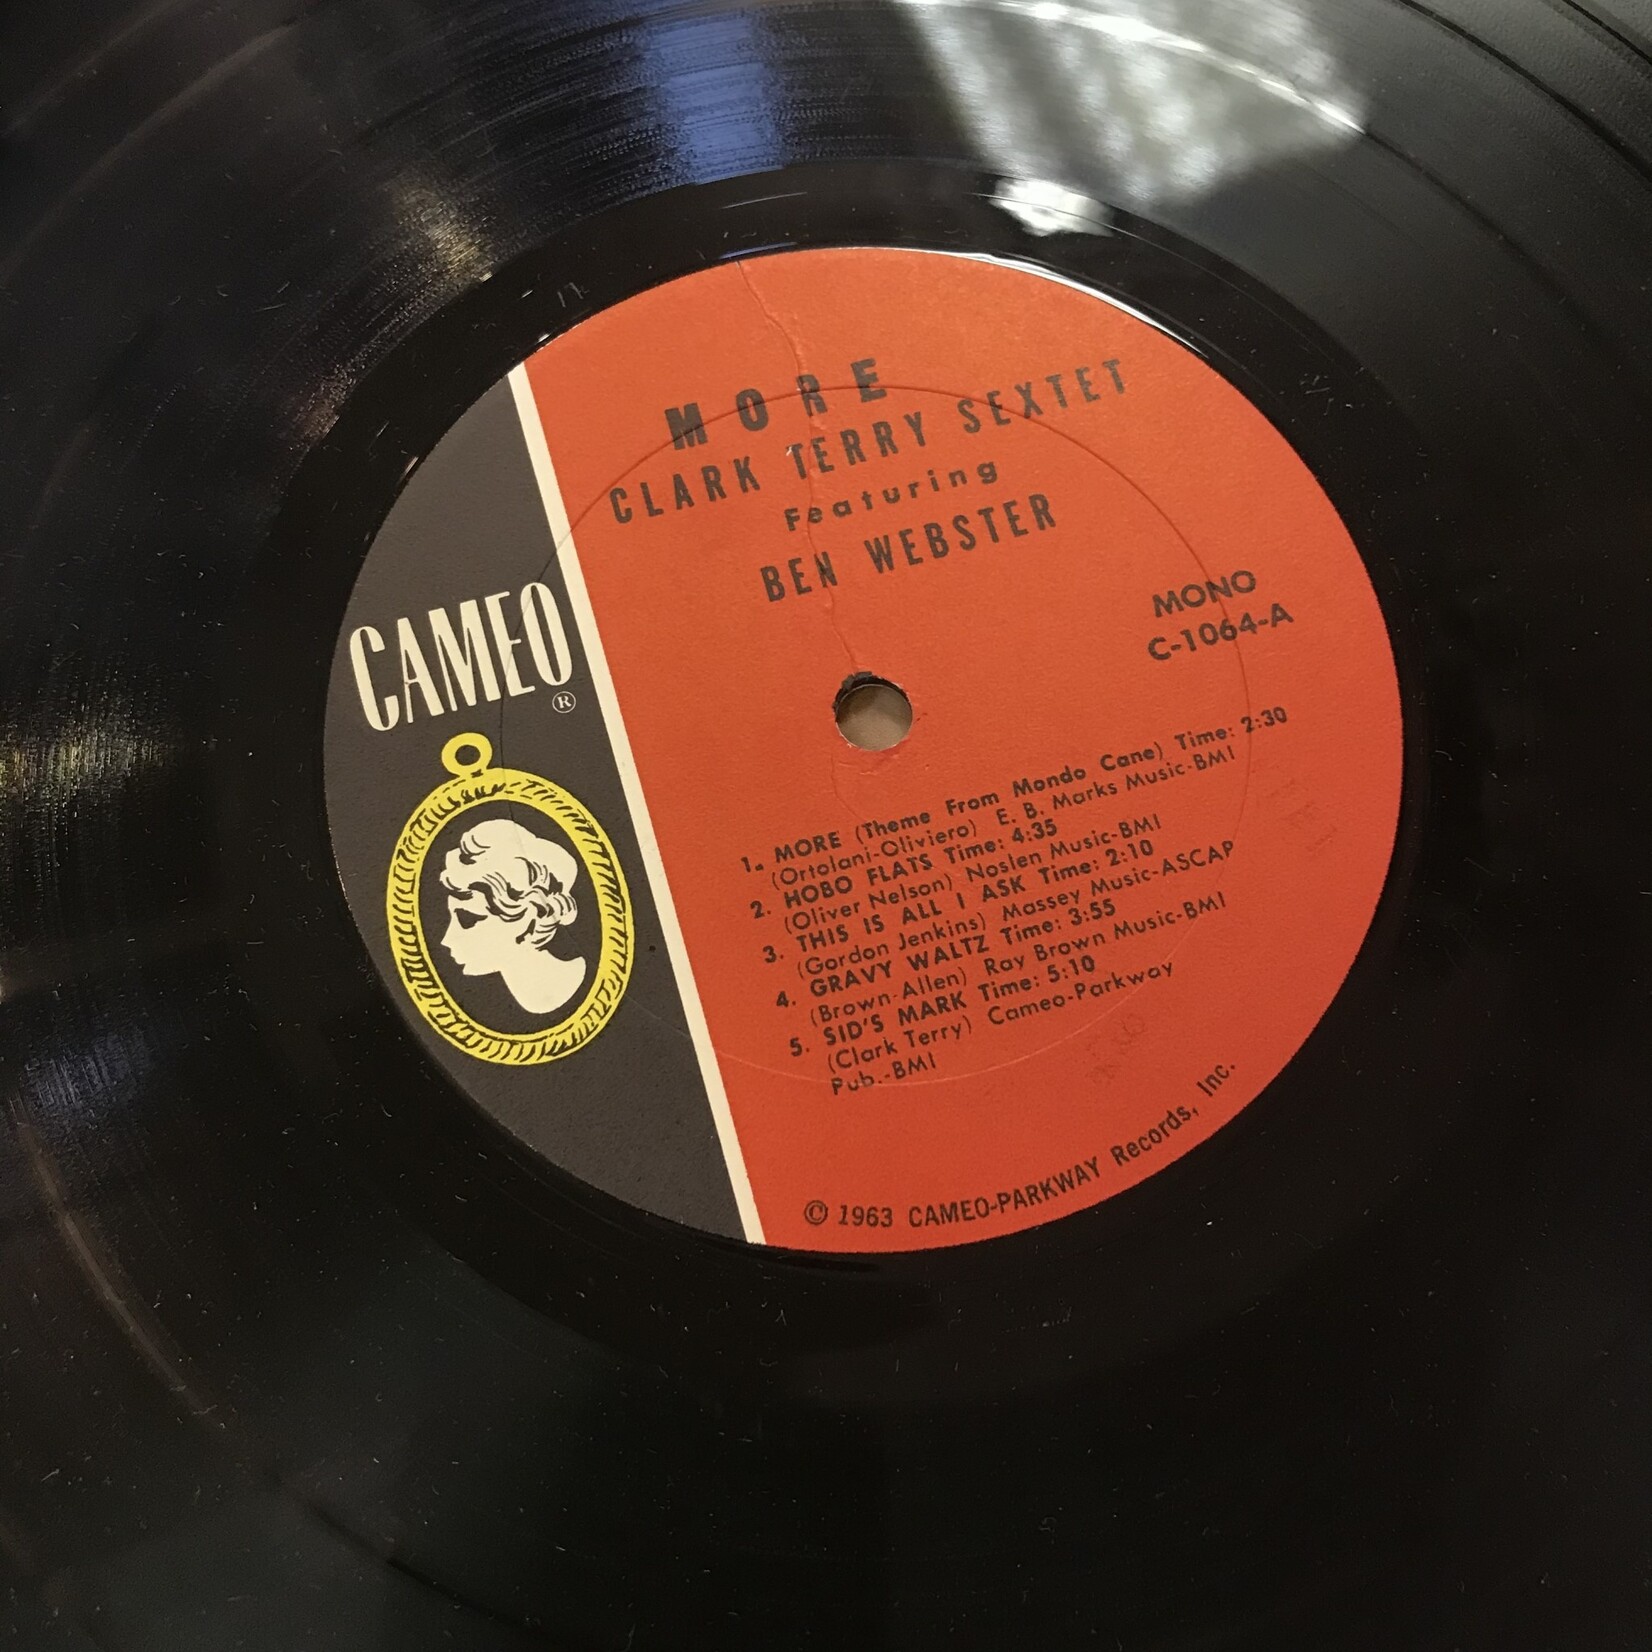 MORE
CLARK TERRY SEXTET
Featuring
BEN WEBSTER
CAMEO
®
MONO
C-1064-A
1. MORE (Theme From Mondo Cane) Time: 2:30
(Ortolani-Oliviero) E. B. Marks Music-BMI
2. HOBO FLATS Time: 4:35
(Oliver Nelson) Noslen Music-BMI
3. THIS IS ALL I ASK Time: 2:10
(Gordon Jenkins) Massey Music-ASCAP
4. GRAVY WALTZ Time: 3:55
(Brown-Allen) Ray Brown Music-BMI
5. SID'S MARK Time: 5:10
(Clark Terry) Cameo-Parkway
Pub.-BMI
© 1963 CAMEO-PARKWAY Records, Inc.